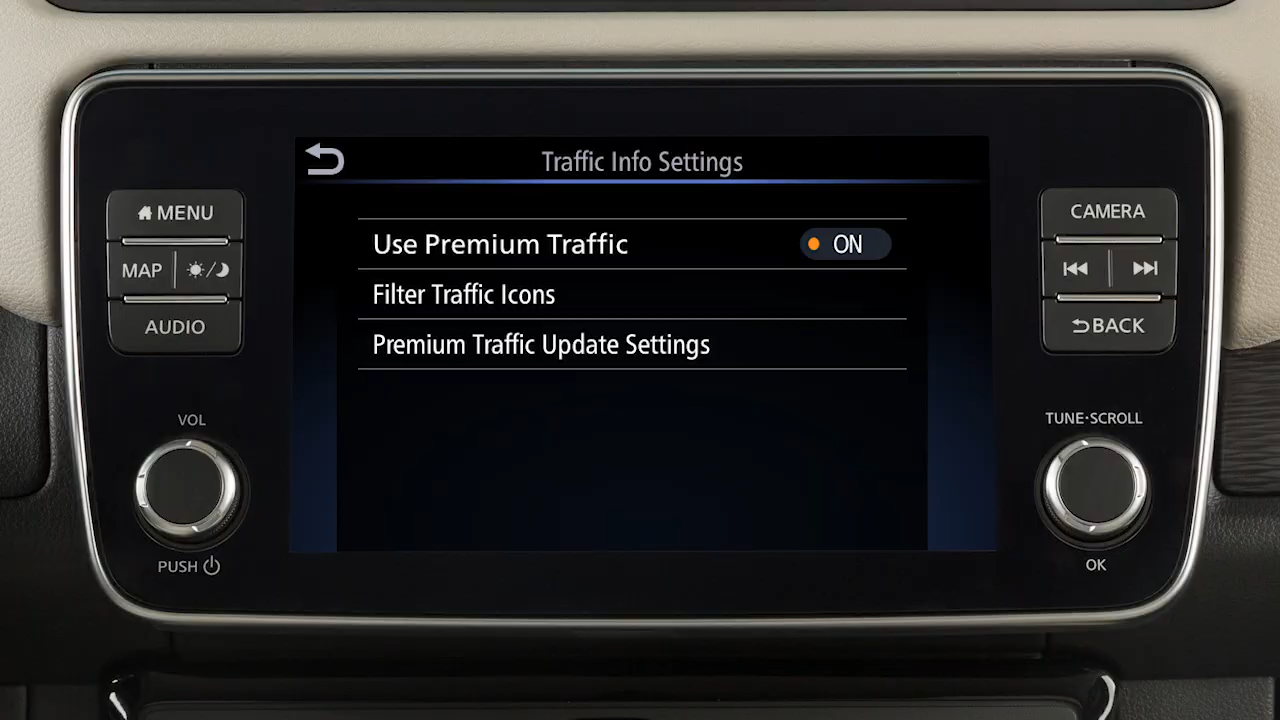 Traffic Info Settings
MENU
MAP
AUDIO
VOL
PUSH
Use Premium Traffic ON
Filter Traffic Icons
Premium Traffic Update Settings
CAMERA
BACK
TUNE·SCROLL
OK